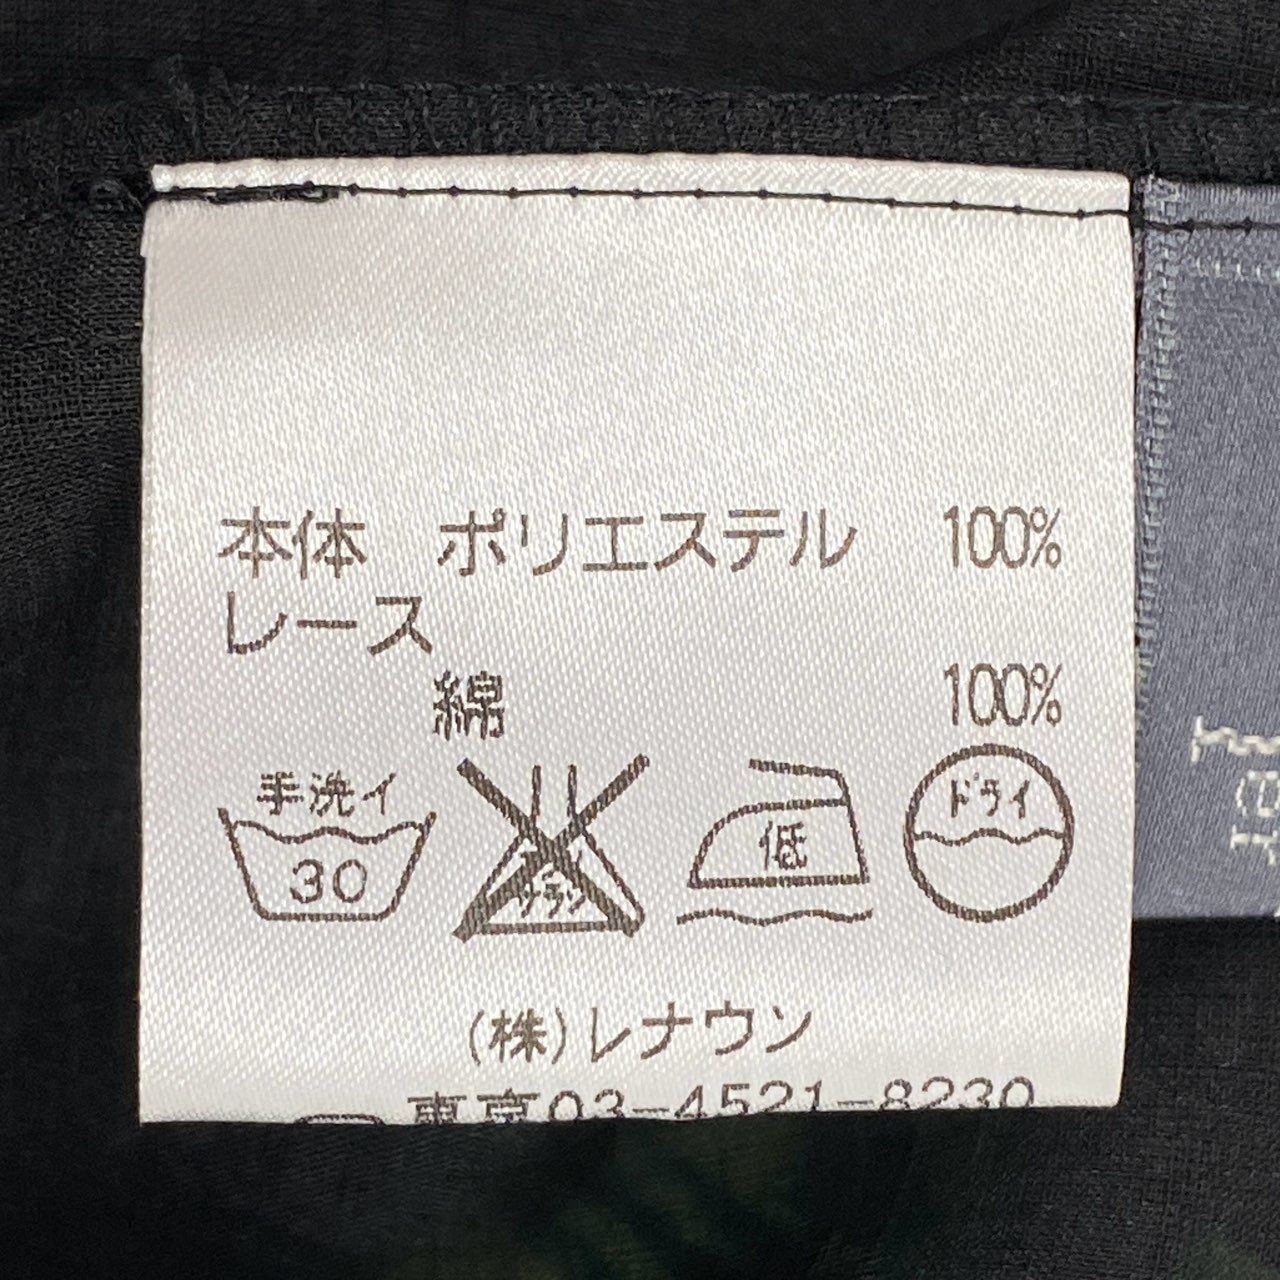 本体 ポリエステル 100%
レース
綿 100%
手洗イ
30
サラシ
低
ドライ
(株)レナウン
東京03-4521-8230